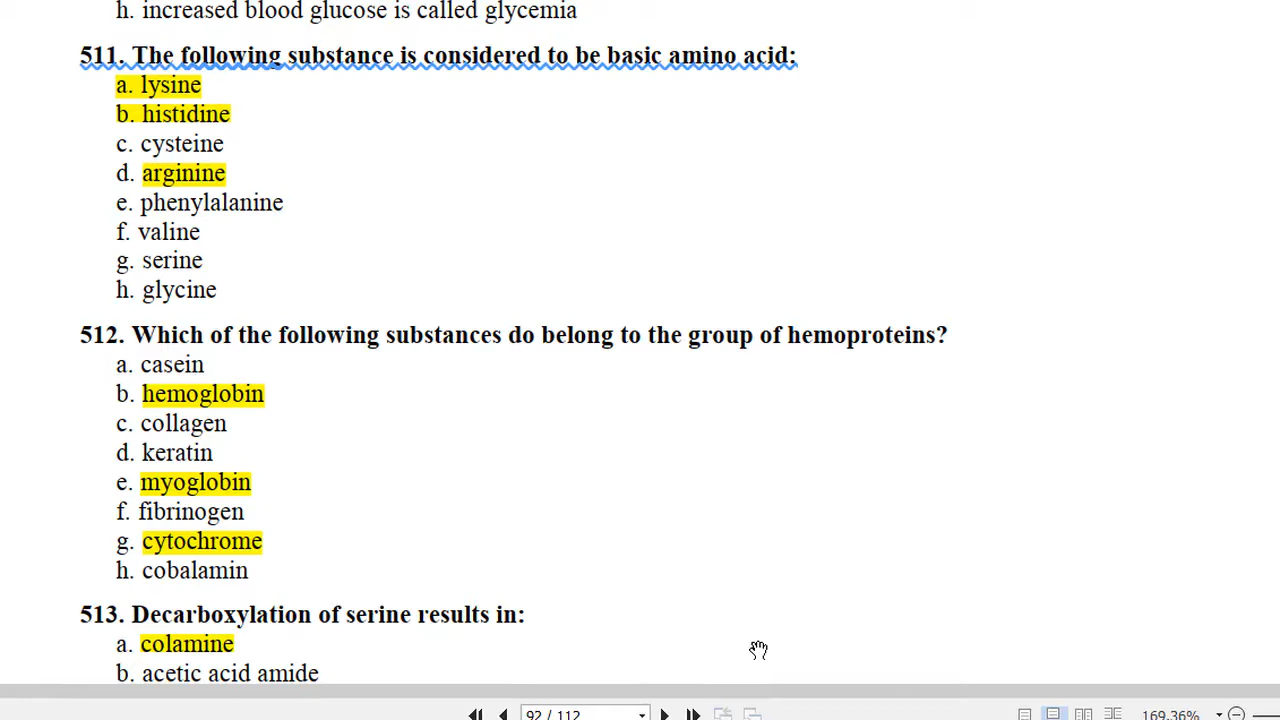 h. increased blood glucose is called glycemia
511. The following substance is considered to be basic amino acid:
a. lysine
b. histidine
c. cysteine
d. arginine
e. phenylalanine
f. valine
g. serine
h. glycine
512. Which of the following substances do belong to the group of hemoproteins?
a. casein
b. hemoglobin
c. collagen
d. keratin
e. myoglobin
f. fibrinogen
g. cytochrome
h. cobalamin
513. Decarboxylation of serine results in:
a. colamine
b. acetic acid amide
92 / 112
169.36%